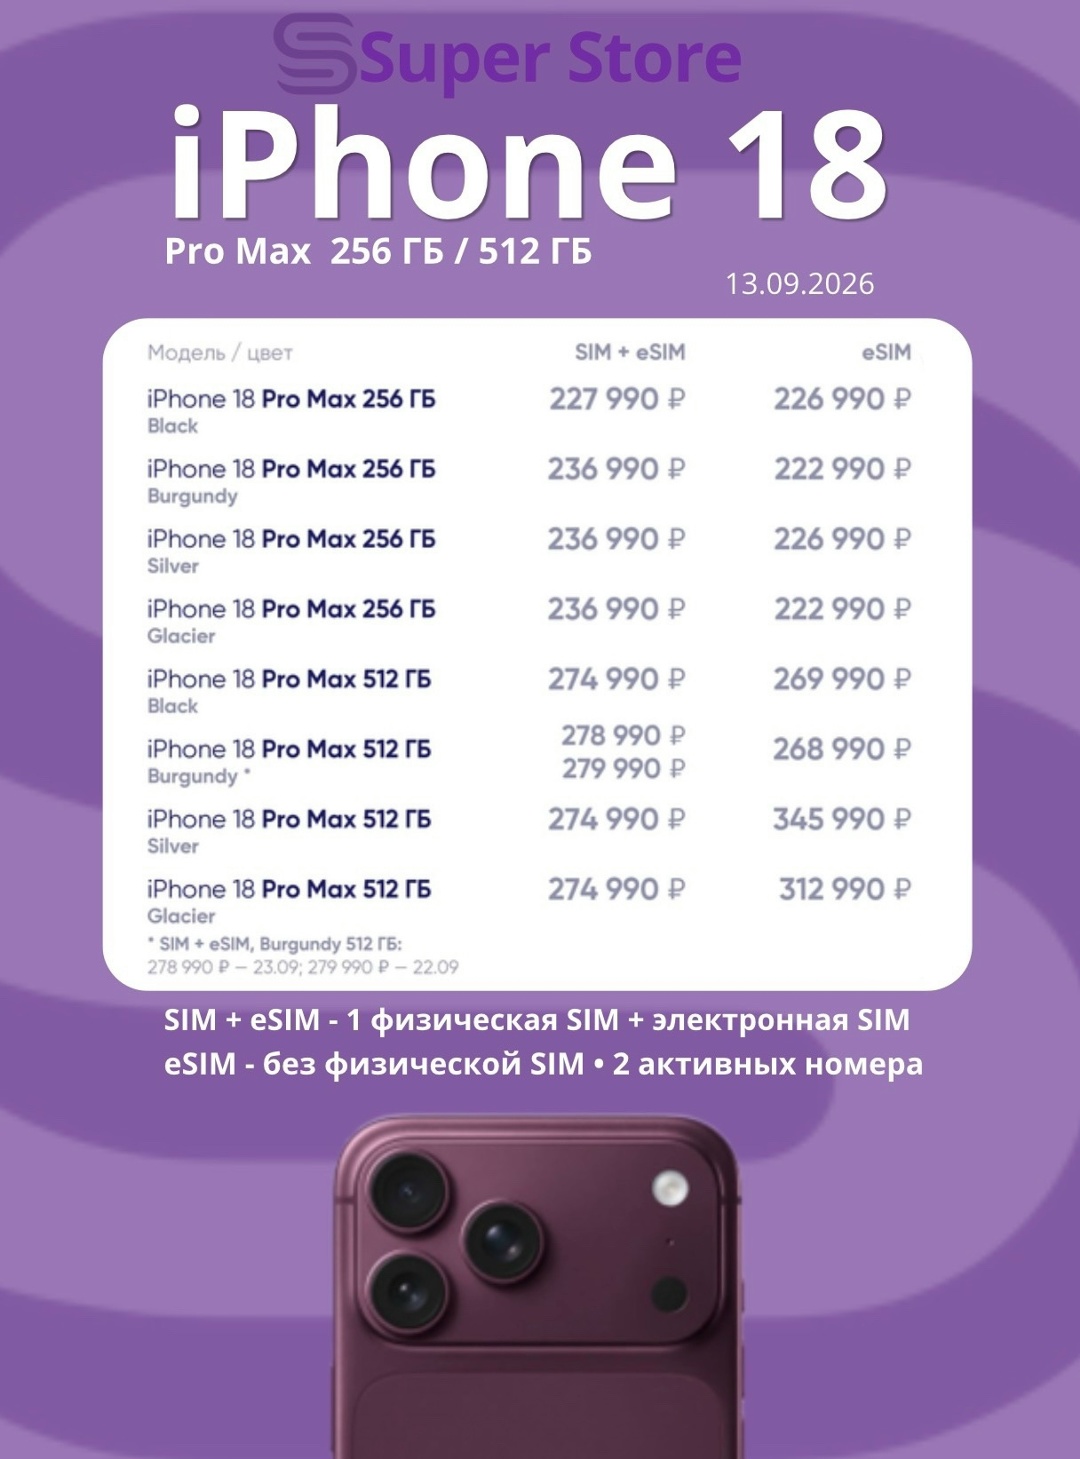 Super Store
iPhone 18
Pro Max 256 ГБ / 512 ГБ
13.09.2026
Модель / цвет SIM + eSIM eSIM
iPhone 18 Pro Max 256 ГБ 227 990 ₽ 226 990 ₽
Black
iPhone 18 Pro Max 256 ГБ 236 990 ₽ 222 990 ₽
Burgundy
iPhone 18 Pro Max 256 ГБ 236 990 ₽ 226 990 ₽
Silver
iPhone 18 Pro Max 256 ГБ 236 990 ₽ 222 990 ₽
Glacier
iPhone 18 Pro Max 512 ГБ 274 990 ₽ 269 990 ₽
Black
278 990 ₽
iPhone 18 Pro Max 512 ГБ 268 990 ₽
279 990 ₽
Burgundy *
iPhone 18 Pro Max 512 ГБ 274 990 ₽ 345 990 ₽
Silver
iPhone 18 Pro Max 512 ГБ 274 990 ₽ 312 990 ₽
Glacier
* SIM + eSIM, Burgundy 512 ГБ:
278 990 ₽ – 23.09; 279 990 ₽ – 22.09
SIM + eSIM - 1 физическая SIM + электронная SIM
eSIM - без физической SIM • 2 активных номера